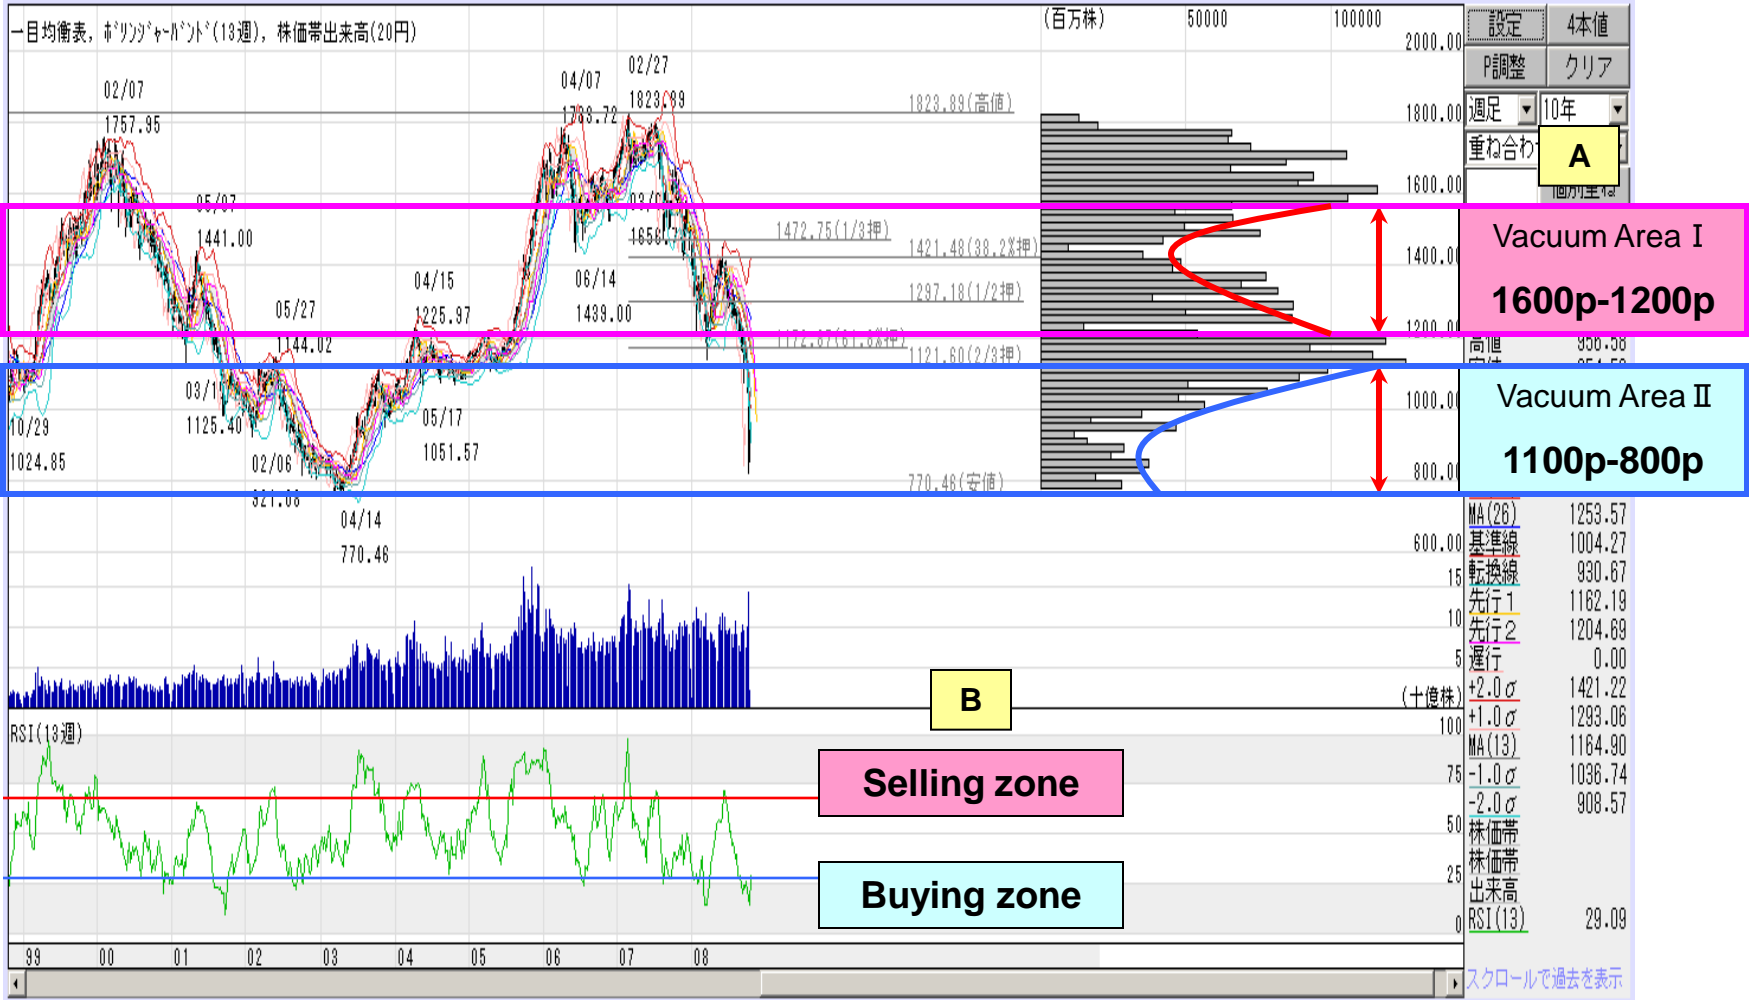 一目均衡表, ﾎﾞﾘﾝｼﾞｬｰﾊﾞﾝﾄﾞ(13週), 株価帯出来高(20円)
(百万株)
50000
100000
設定
4本値
P調整
クリア
週足
10年
重ね合わ
A
2000.00
1800.00
1600.00
1400.00
1200.00
1000.00
800.00
600.00
02/07
1757.95
04/07
02/27
1823.89
1823.89(高値)
05/07
1441.00
1472.75(1/3押)
1421.48(38.2%押)
1297.18(1/2押)
1121.60(2/3押)
770.46(安値)
06/14
1439.00
04/15
1225.97
05/27
1144.02
10/29
1024.85
1125.40
05/17
1051.57
02/06
04/14
770.46
Vacuum Area Ⅰ
1600p-1200p
高値
Vacuum Area Ⅱ
1100p-800p
MA(26) 1253.57
基準線 1004.27
転換線 930.67
先行1 1162.19
先行2 1204.69
遅行 0.00
+2.0σ 1421.22
+1.0σ 1293.06
MA(13) 1164.90
-1.0σ 1036.74
-2.0σ 908.57
株価帯
株価帯
出来高
RSI(13) 29.09
スクロールで過去を表示
15
10
5
(十億株)
B
RSI(13週)
100
75
50
25
0
Selling zone
Buying zone
99 00 01 02 03 04 05 06 07 08